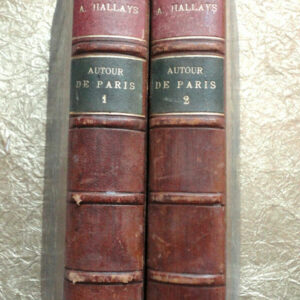 A. HALLAYS
AUTOUR
DE PARIS
1
A. HALLAYS
AUTOUR
DE PARIS
2